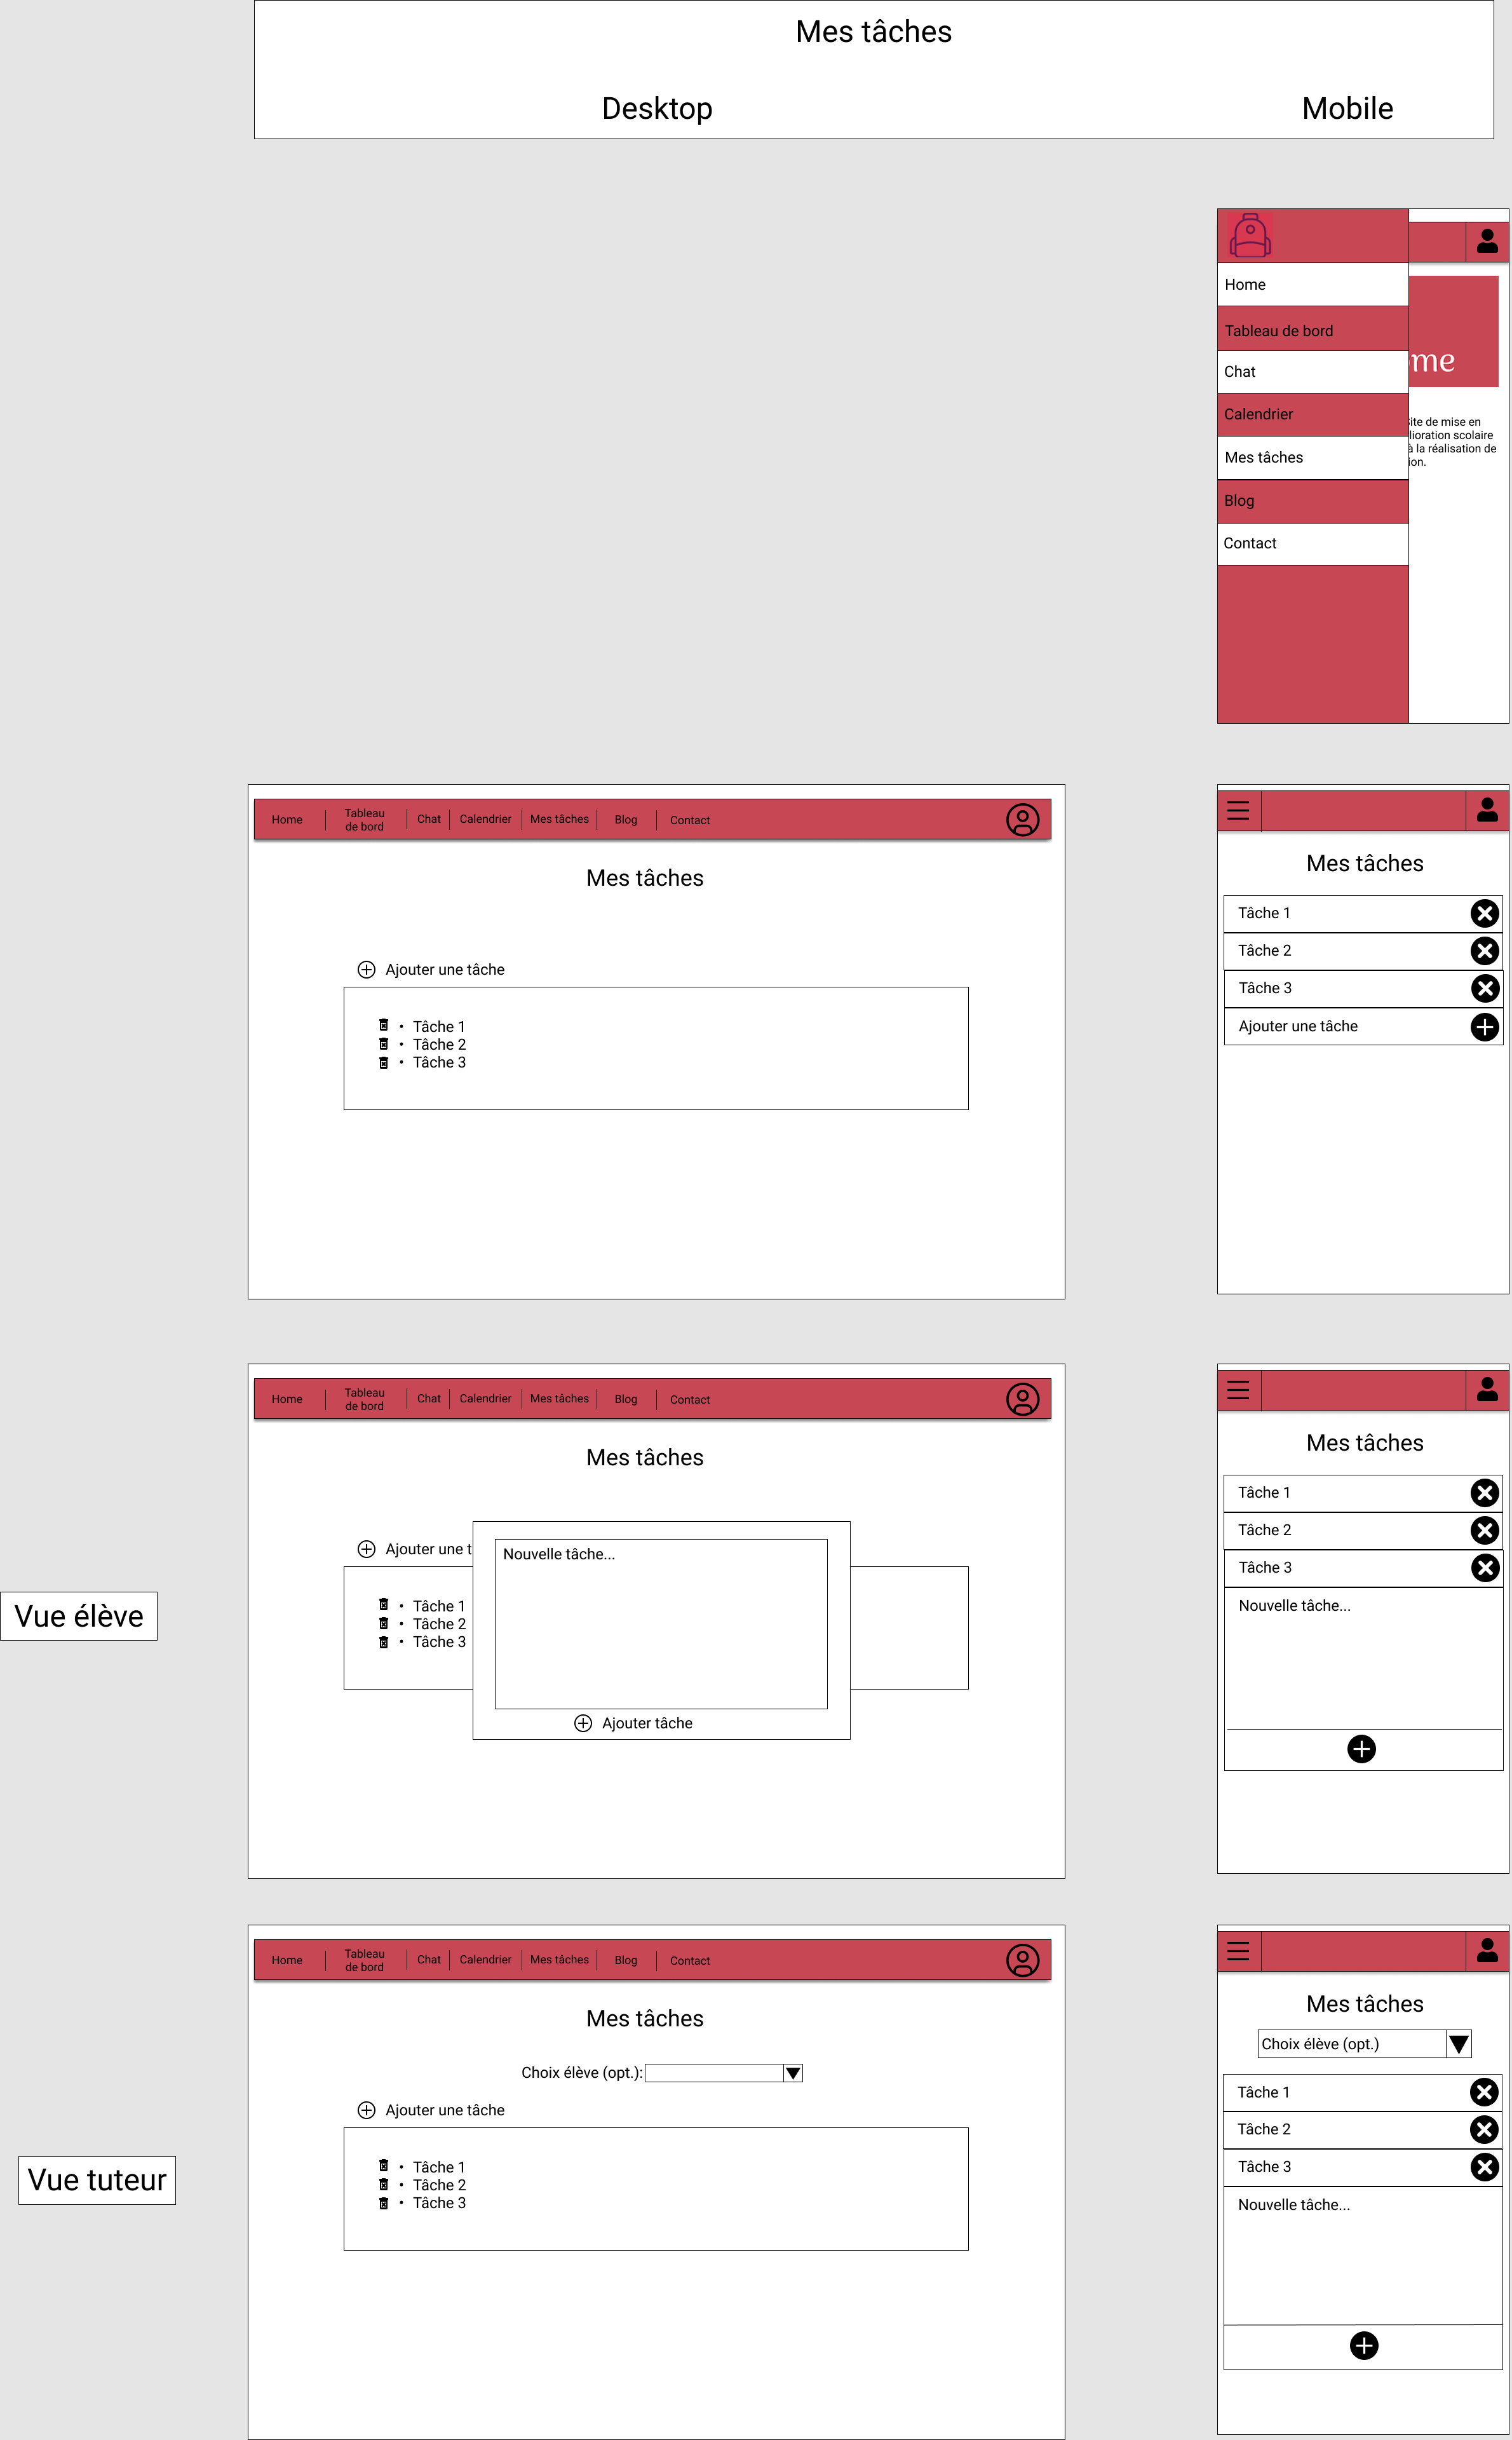 Mes tâches
Desktop
Mobile
Home
Tableau de bord
Chat
Calendrier
Mes tâches
Blog
Contact
me
Site de mise en
lioration scolaire
à la réalisation de
ion.
Home
Tableau
de bord
Chat
Calendrier
Mes tâches
Blog
Contact
Mes tâches
Ajouter une tâche
• Tâche 1
• Tâche 2
• Tâche 3
Mes tâches
Tâche 1
Tâche 2
Tâche 3
Ajouter une tâche
Vue élève
Home
Tableau
de bord
Chat
Calendrier
Mes tâches
Blog
Contact
Mes tâches
Ajouter une t
• Tâche 1
• Tâche 2
• Tâche 3
Nouvelle tâche...
Ajouter tâche
Mes tâches
Tâche 1
Tâche 2
Tâche 3
Nouvelle tâche...
Vue tuteur
Home
Tableau
de bord
Chat
Calendrier
Mes tâches
Blog
Contact
Mes tâches
Choix élève (opt.):
Ajouter une tâche
• Tâche 1
• Tâche 2
• Tâche 3
Mes tâches
Choix élève (opt.)
Tâche 1
Tâche 2
Tâche 3
Nouvelle tâche...